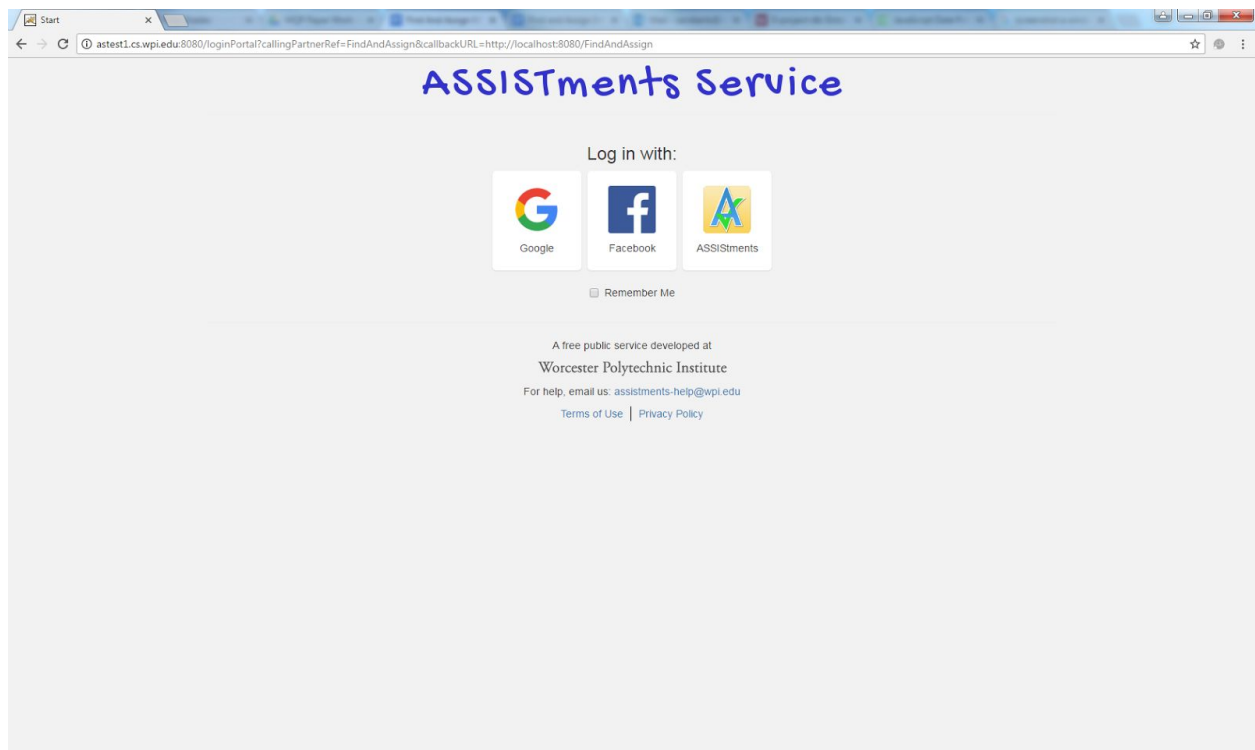 Start
astest1.cs.wpi.edu:8080/loginPortal?callingPartnerRef=FindAndAssign&callbackURL=http://localhost:8080/FindAndAssign
ASSISTments Service
Log in with:
Google Facebook ASSIStments
Remember Me
A free public service developed at
Worcester Polytechnic Institute
For help, email us: assistments-help@wpi.edu
Terms of Use | Privacy Policy